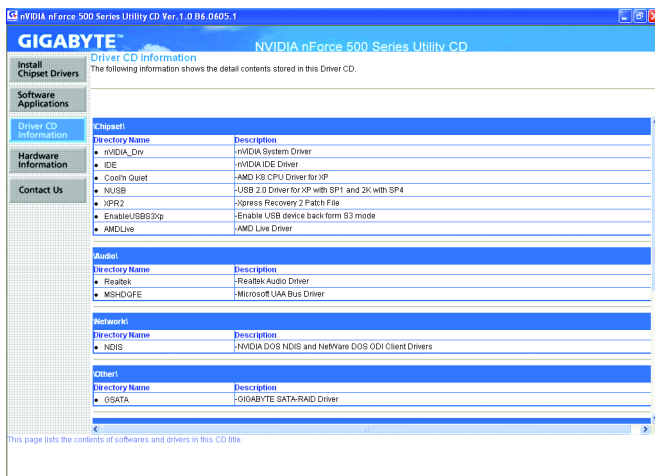 nVIDIA nForce 500 Series Utility CD Ver.1.0 B6.0605.1
GIGABYTE™
NVIDIA nForce 500 Series Utility CD
Install
Chipset Drivers
Software
Applications
Driver CD
Information
Hardware
Information
Contact Us
Driver CD information
The following information shows the detail contents stored in this Driver CD.
\Chipset\
Directory Name Description
• nVIDIA_Drv -nVIDIA System Driver
• IDE -nVIDIA IDE Driver
• Cool'n Quiet -AMD K8 CPU Driver for XP
• NUSB -USB 2.0 Driver for XP with SP1 and 2K with SP4
• XPR2 -Xpress Recovery 2 Patch File
• EnableUSBS3Xp -Enable USB device back form S3 mode
• AMDLive -AMD Live Driver
\Audio\
Directory Name Description
• Realtek -Realtek Audio Driver
• MSHDQFE -Microsoft UAA Bus Driver
\Network\
Directory Name Description
• NDIS -NVIDIA DOS NDIS and NetWare DOS ODI Client Drivers
\Other\
Directory Name Description
• GSATA -GIGABYTE SATA-RAID Driver
This page lists the contents of softwares and drivers in this CD title.